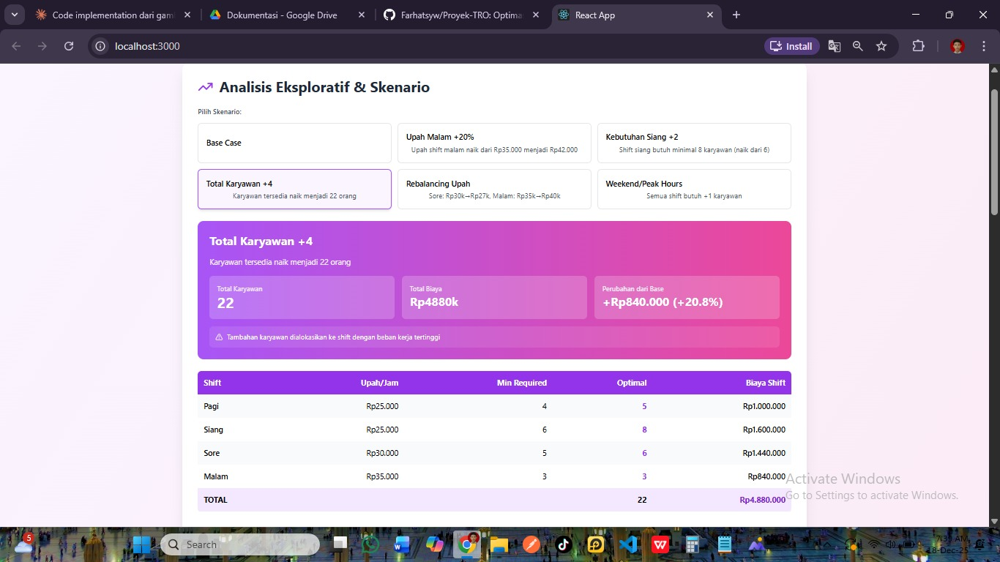 Code implementation dari gam
Dokumentasi - Google Drive
Farhatsyw/Proyek-TRO: Optima
React App
localhost:3000
Install
Analisis Eksploratif & Skenario
Pilih Skenario:
Base Case
Upah Malam +20%
Upah shift malam naik dari Rp35.000 menjadi Rp42.000
Kebutuhan Siang +2
Shift siang butuh minimal 8 karyawan (naik dari 6)
Total Karyawan +4
Karyawan tersedia naik menjadi 22 orang
Rebalancing Upah
Sore: Rp30k→Rp27k, Malam: Rp35k→Rp40k
Weekend/Peak Hours
Semua shift butuh +1 karyawan
Total Karyawan +4
Karyawan tersedia naik menjadi 22 orang
Total Karyawan
22
Total Biaya
Rp4880k
Perubahan dari Base
+Rp840.000 (+20.8%)
Tambahan karyawan dialokasikan ke shift dengan beban kerja tertinggi
Shift Upah/Jam Min Required Optimal Biaya Shift
Pagi Rp25.000 4 5 Rp1.000.000
Siang Rp25.000 6 8 Rp1.600.000
Sore Rp30.000 5 6 Rp1.440.000
Malam Rp35.000 3 3 Rp840.000
TOTAL 22 Rp4.880.000
Activate Windows
Go to Settings to activate Windows.
5
Search
7:39 AM
18-Dec-25